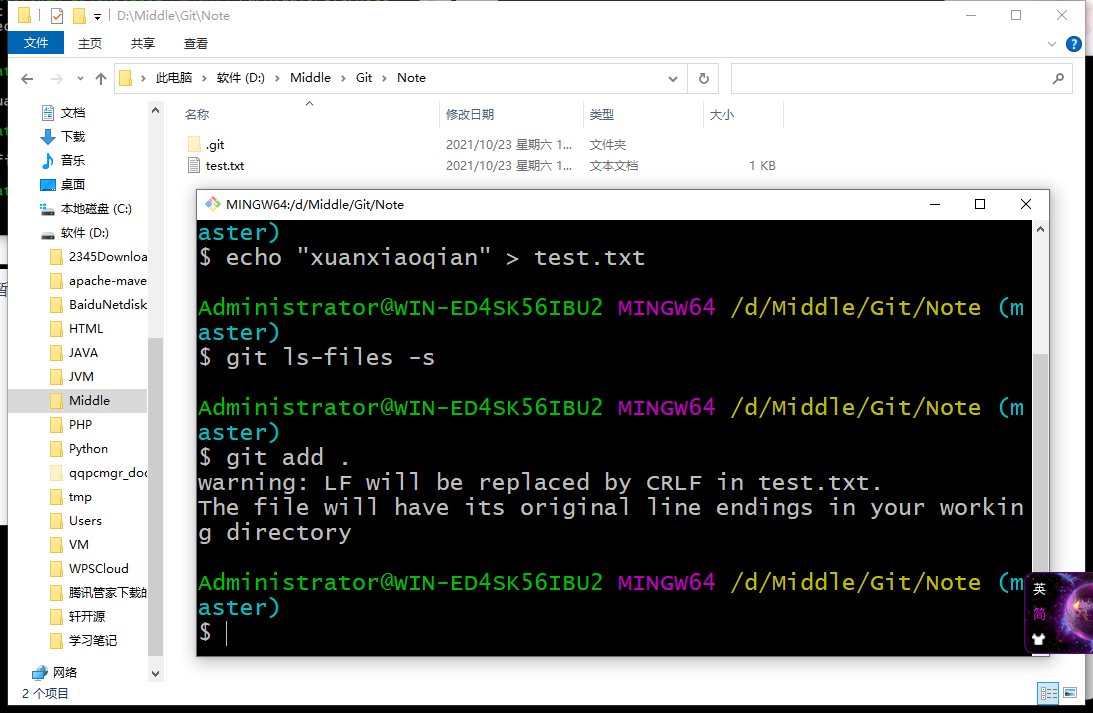 D:\Middle\Git\Note
文件 主页 共享 查看
此电脑 软件 (D:) Middle Git Note
名称 修改日期 类型 大小
.git 2021/10/23 星期六 1... 文件夹
test.txt 2021/10/23 星期六 1... 文本文档 1 KB
文档
下载
音乐
桌面
本地磁盘 (C:)
软件 (D:)
2345Downloa
apache-mave
BaiduNetdisk
HTML
JAVA
JVM
Middle
PHP
Python
qqpcmgr_doc
tmp
Users
VM
WPSCloud
腾讯管家下载的
轩开源
学习笔记
网络
2 个项目
MINGW64:/d/Middle/Git/Note
aster)
$ echo "xuanxiaoqian" > test.txt
Administrator@WIN-ED4SK56IBU2 MINGW64 /d/Middle/Git/Note (m
aster)
$ git ls-files -s
Administrator@WIN-ED4SK56IBU2 MINGW64 /d/Middle/Git/Note (m
aster)
$ git add .
warning: LF will be replaced by CRLF in test.txt.
The file will have its original line endings in your workin
g directory
Administrator@WIN-ED4SK56IBU2 MINGW64 /d/Middle/Git/Note (m
aster)
$
英
简